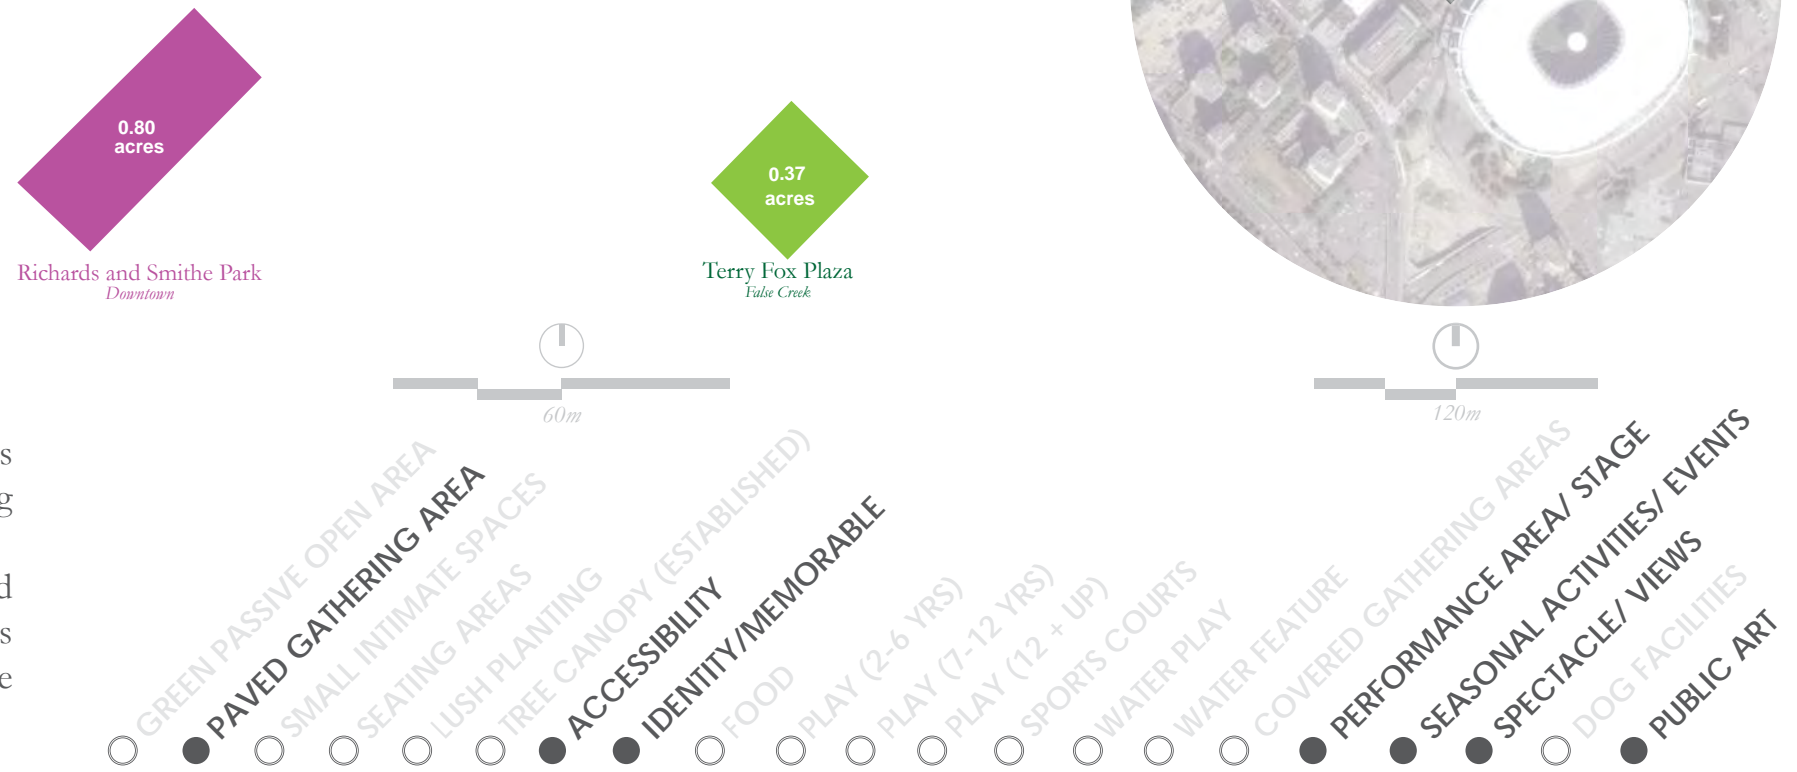 0.80
acres
Richards and Smithe Park
Downtown
0.37
acres
Terry Fox Plaza
False Creek
60m
120m
s
g
d
s
e
GREEN PASSIVE OPEN AREA
PAVED GATHERING AREA
SMALL INTIMATE SPACES
SEATING AREAS
LUSH PLANTING
TREE CANOPY (ESTABLISHED)
ACCESSIBILITY
IDENTITY/MEMORABLE
FOOD
PLAY (2-6 YRS)
PLAY (7-12 YRS)
PLAY (12 + UP)
SPORTS COURTS
WATER PLAY
WATER FEATURE
COVERED GATHERING AREAS
PERFORMANCE AREA/ STAGE
SEASONAL ACTIVITIES/ EVENTS
SPECTACLE/ VIEWS
DOG FACILITIES
PUBLIC ART